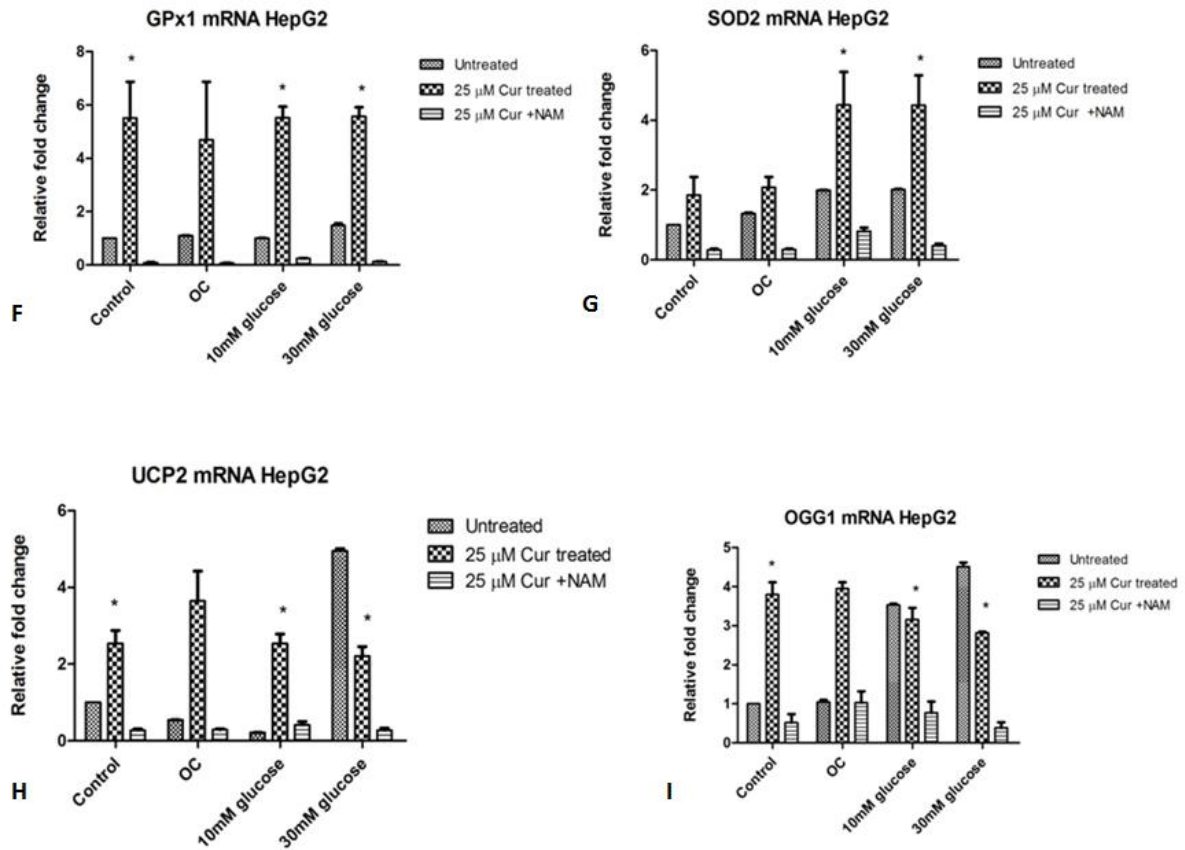 GPx1 mRNA HepG2
Relative fold change
8
6
4
2
0
*
*
*
Untreated
25 μM Cur treated
25 μM Cur +NAM
Control
OC
10mM glucose
30mM glucose
F
SOD2 mRNA HepG2
Relative fold change
6
4
2
0
*
*
Untreated
25 μM Cur treated
25 μM Cur +NAM
Control
OC
10mM glucose
30mM glucose
G
UCP2 mRNA HepG2
Relative fold change
6
4
2
0
*
*
*
Untreated
25 μM Cur treated
25 μM Cur +NAM
Control
OC
10mM glucose
30mM glucose
H
OGG1 mRNA HepG2
Relative fold change
5
4
3
2
1
0
*
*
*
Untreated
25 μM Cur treated
25 μM Cur +NAM
Control
OC
10mM glucose
30mM glucose
I